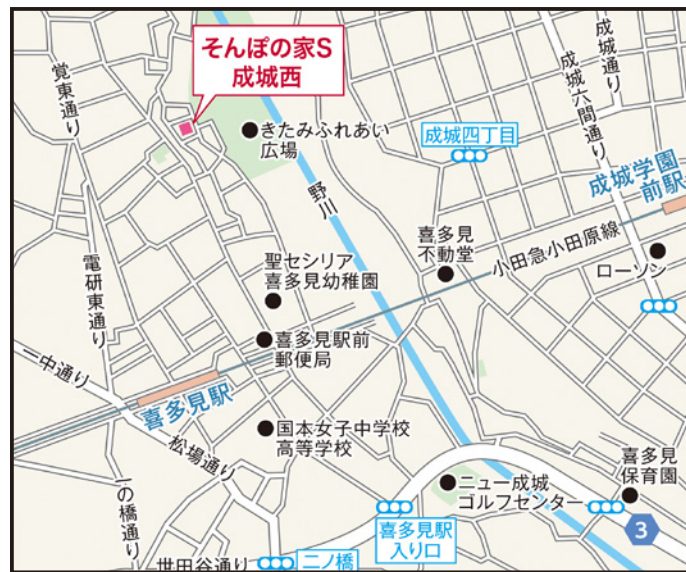 そんぽの家S
成城西
覚東通り
きたみふれあい
広場
成城四丁目
成城通り
成城六間通り
成城学園
前駅
野川
喜多見
不動堂
小田急小田原線
ローソン
聖セシリア
喜多見幼稚園
電研東通り
喜多見駅前
郵便局
一中通り
喜多見駅
国本女子中学校
高等学校
松場通り
喜多見
保育園
ニュー成城
ゴルフセンター
一の橋通り
喜多見駅
入り口
3
世田谷通り
二ノ橋